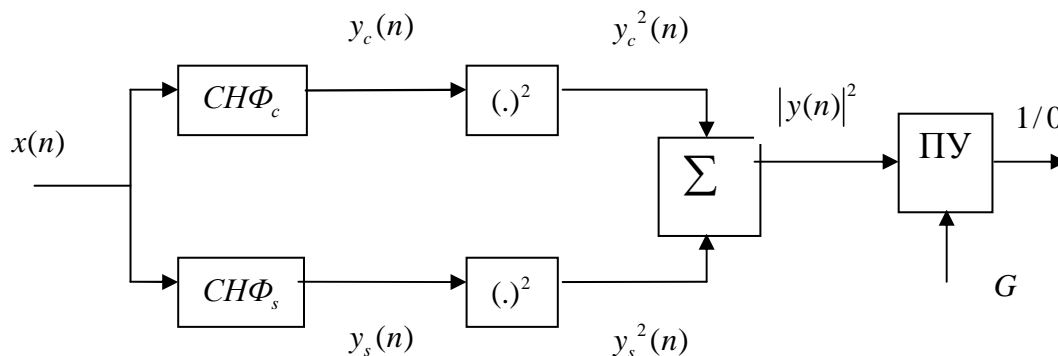 y_c(n)
y_c^2(n)
СНФ_c
(.)^2
|y(n)|^2
ПУ
1/0
x(n)
∑
СНФ_s
(.)^2
G
y_s(n)
y_s^2(n)